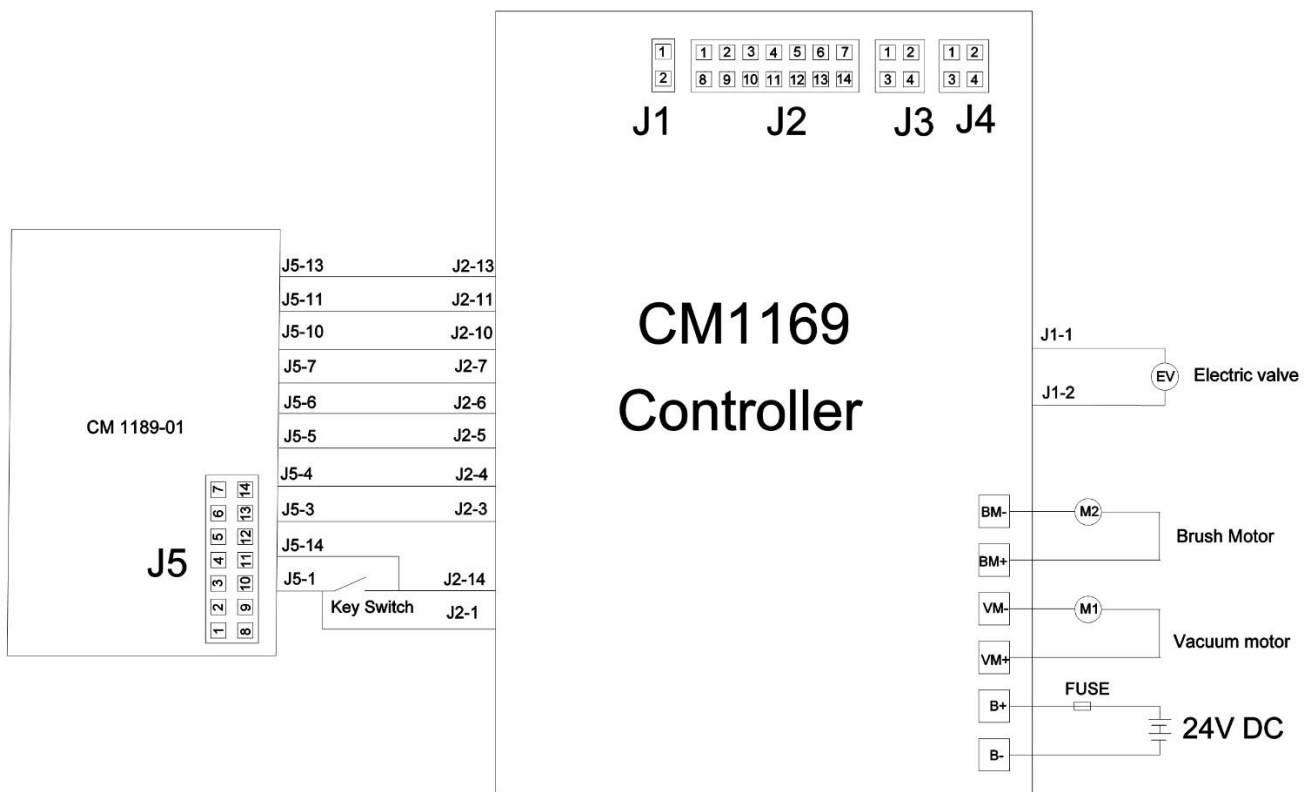 1
1 2 3 4 5 6 7
1 2
1 2
2
8 9 10 11 12 13 14
3 4
3 4
J1
J2
J3
J4
J5-13 J2-13
J5-11 J2-11
J5-10 J2-10
J5-7 J2-7
J5-6 J2-6
J5-5 J2-5
J5-4 J2-4
J5-3 J2-3
J5-14
J5-1 J2-14
Key Switch J2-1
CM 1189-01
7 14
6 13
5 12
4 11
3 10
2 9
1 8
J5
CM1169
Controller
J1-1
EV Electric valve
J1-2
BM- M2
Brush Motor
BM+
VM- M1
Vacuum motor
VM+
FUSE
B+
24V DC
B-